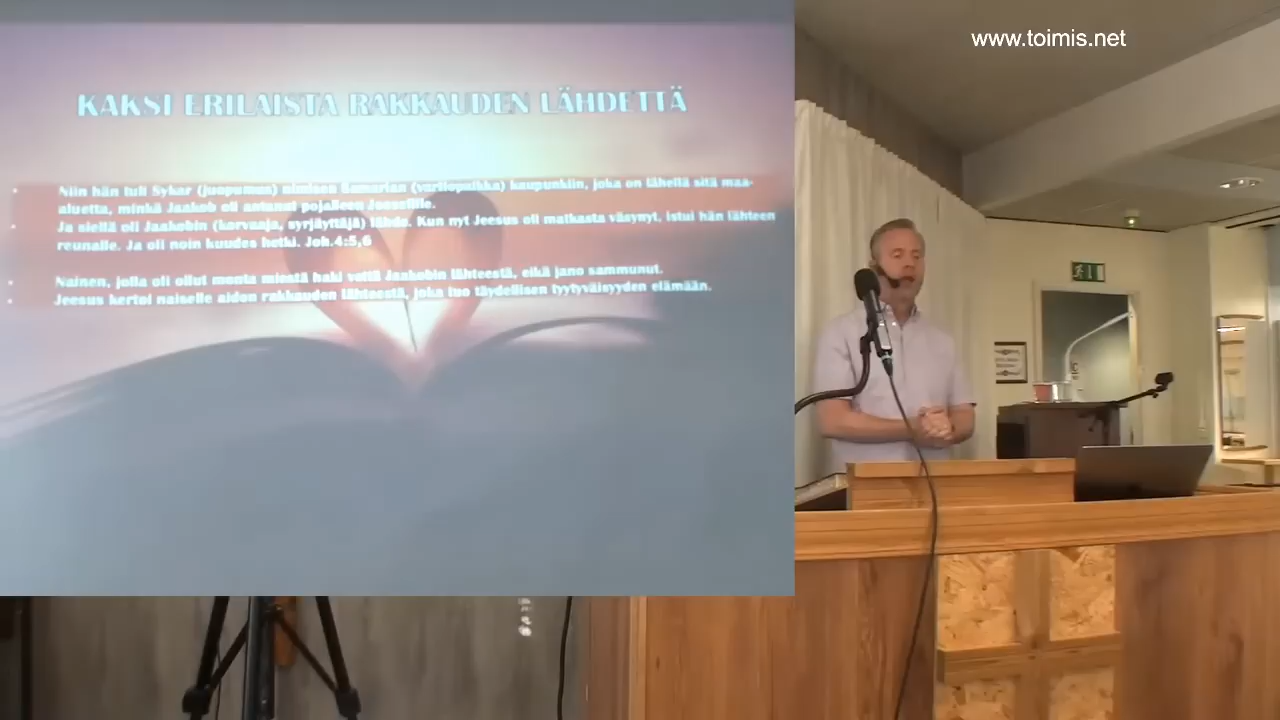 www.toimis.net
KAKSI ERILAISTA RAKKAUDEN LÄHDETTÄ
Niin hän tuli Sykar (juopumus) nimisen Samarian (vartiopaikka) kaupunkiin, joka on lähellä sitä maa-
aluetta, minkä Jaakob oli antanut pojalleen Joosefille.
Ja siellä oli Jaakobin (korvaaja, syrjäyttäjä) lähde. Kun nyt Jeesus oli matkasta väsynyt, istui hän lähteen
reunalle. Ja oli noin kuudes hetki. Joh.4:5,6
Nainen, jolla oli ollut monta miestä haki vettä Jaakobin lähteestä, eikä jano sammunut.
Jeesus kertoi naiselle aidon rakkauden lähteestä, joka tuo täydellisen tyytyväisyyden elämään.